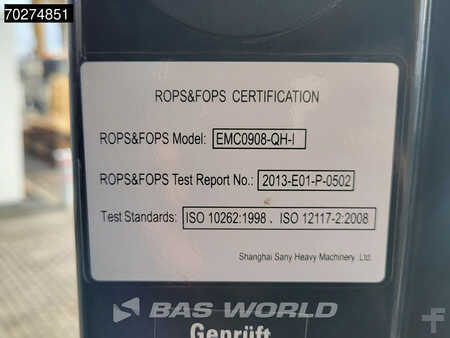 70274851
ROPS&FOPS CERTIFICATION
ROPS&FOPS Model: EMC0908-QH-I
ROPS&FOPS Test Report No.: 2013-E01-P-0502
Test Standards: ISO 10262:1998、ISO 12117-2:2008
Shanghai Sany Heavy Machinery .Ltd.
BAS WORLD
Geprüft